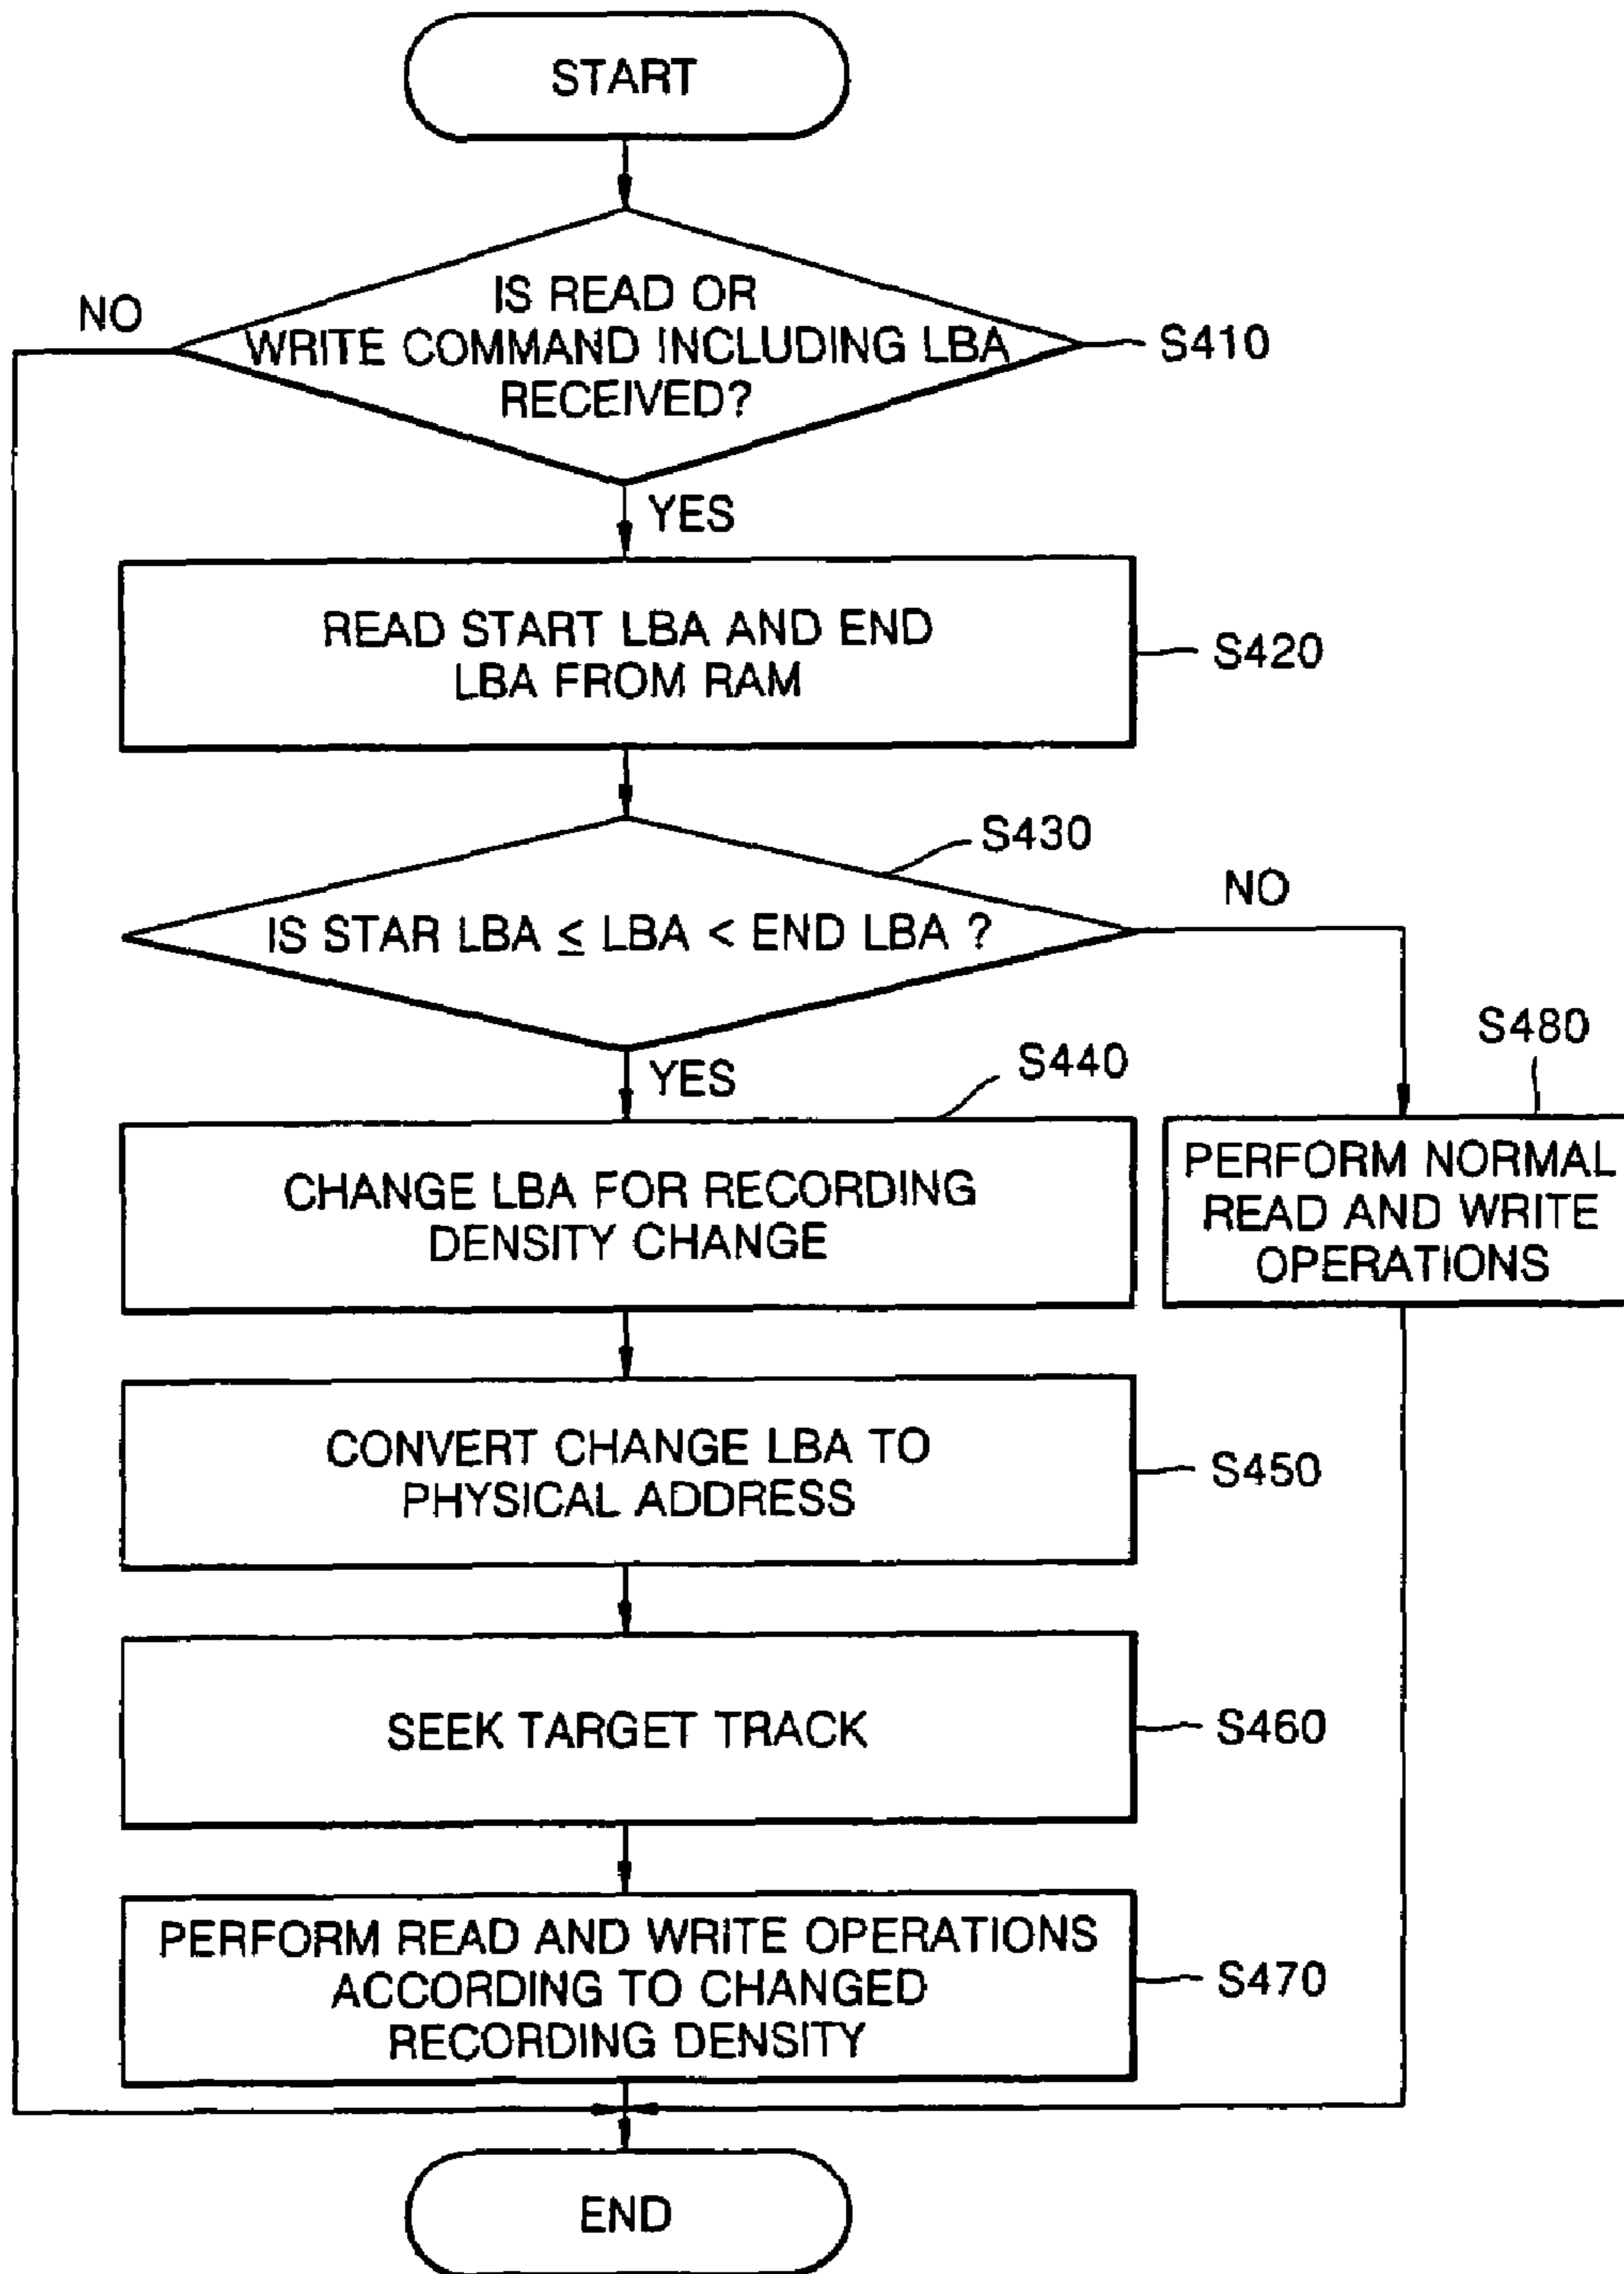 START
IS READ OR
WRITE COMMAND INCLUDING LBA
RECEIVED?
NO
S410
YES
READ START LBA AND END
LBA FROM RAM
S420
S430
IS STAR LBA ≤ LBA < END LBA ?
NO
YES
S440
S480
CHANGE LBA FOR RECORDING
DENSITY CHANGE
PERFORM NORMAL
READ AND WRITE
OPERATIONS
CONVERT CHANGE LBA TO
PHYSICAL ADDRESS
S450
SEEK TARGET TRACK
S460
PERFORM READ AND WRITE OPERATIONS
ACCORDING TO CHANGED
RECORDING DENSITY
S470
END